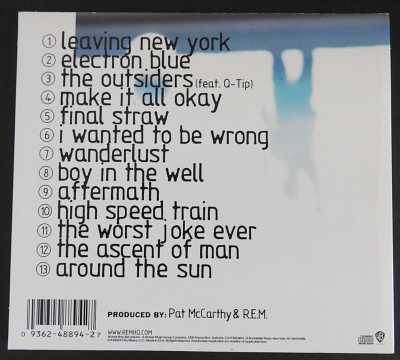 1 leaving new york
2 electron blue
3 the outsiders (feat. Q-Tip)
4 make it all okay
5 final straw
6 i wanted to be wrong
7 wanderlust
8 boy in the well
9 aftermath
10 high speed train
11 the worst joke ever
12 the ascent of man
13 around the sun
PRODUCED BY: Pat McCarthy & R.E.M.
WWW.REMHQ.COM
0 9362-48894-2 7